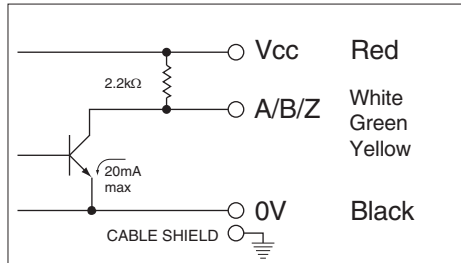 Vcc Red
2.2kΩ
A/B/Z White
Green
Yellow
20mA
max
0V Black
CABLE SHIELD